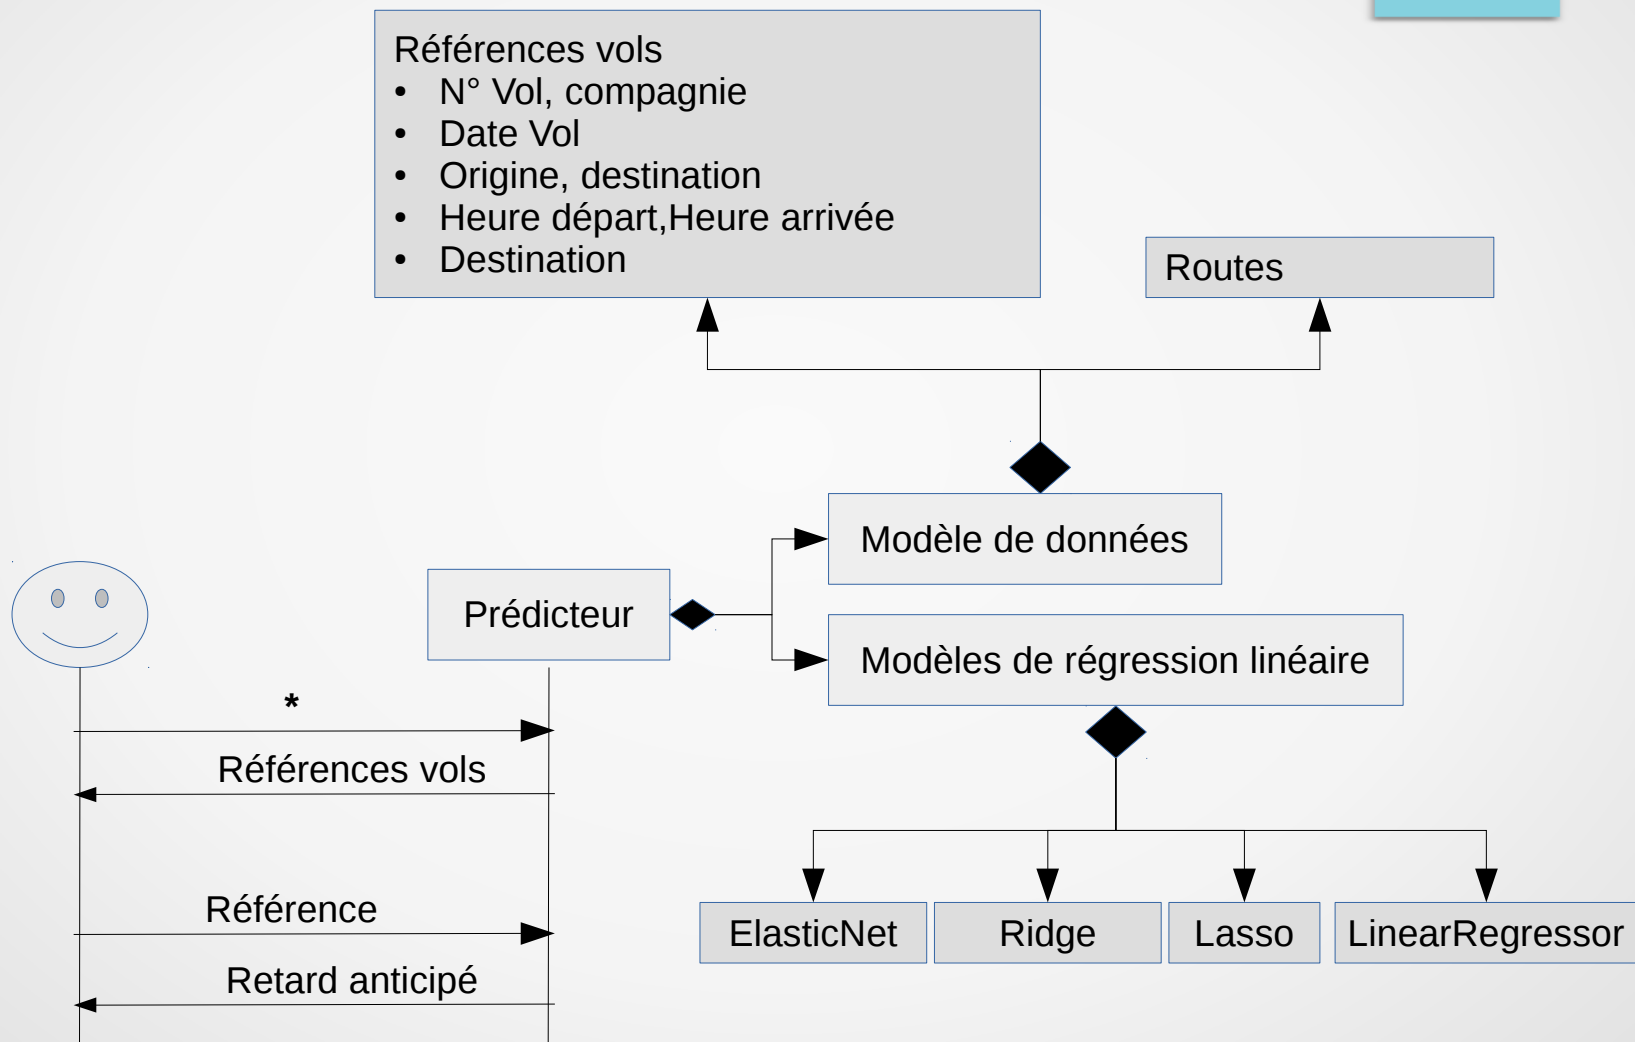 Références vols
• N° Vol, compagnie
• Date Vol
• Origine, destination
• Heure départ,Heure arrivée
• Destination
Routes
Modèle de données
Prédicteur
Modèles de régression linéaire
*
Références vols
Référence
Retard anticipé
ElasticNet
Ridge
Lasso
LinearRegressor